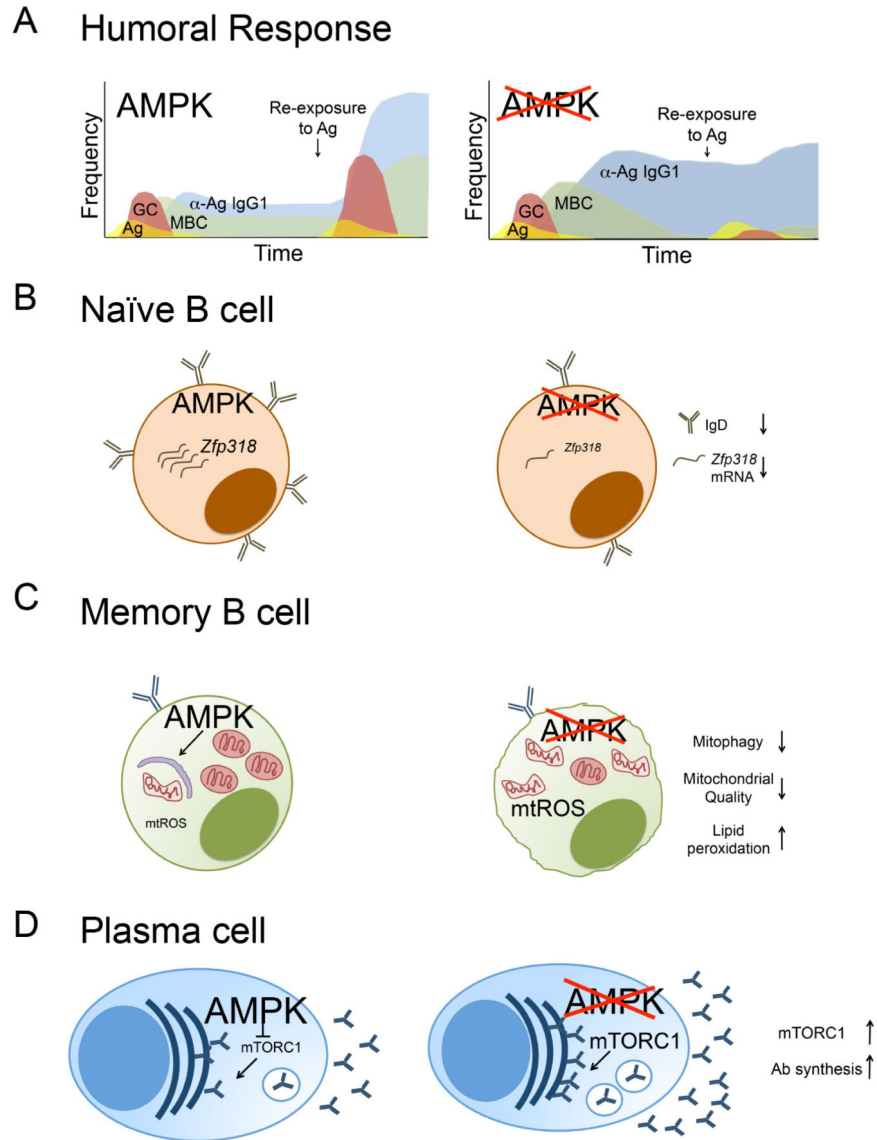 A Humoral Response
AMPK
Re-exposure
to Ag
α-Ag IgG1
GC
MBC
Ag
Frequency
Time
AMPK
Re-exposure
to Ag
α-Ag IgG1
MBC
GC
Ag
Frequency
Time
B Naïve B cell
AMPK
Zfp318
AMPK
Zfp318
IgD ↓
Zfp318 ↓
mRNA
C Memory B cell
AMPK
mtROS
AMPK
mtROS
Mitophagy ↓
Mitochondrial ↓
Quality
Lipid ↑
peroxidation
D Plasma cell
AMPK
mTORC1
AMPK
mTORC1
mTORC1 ↑
Ab synthesis ↑